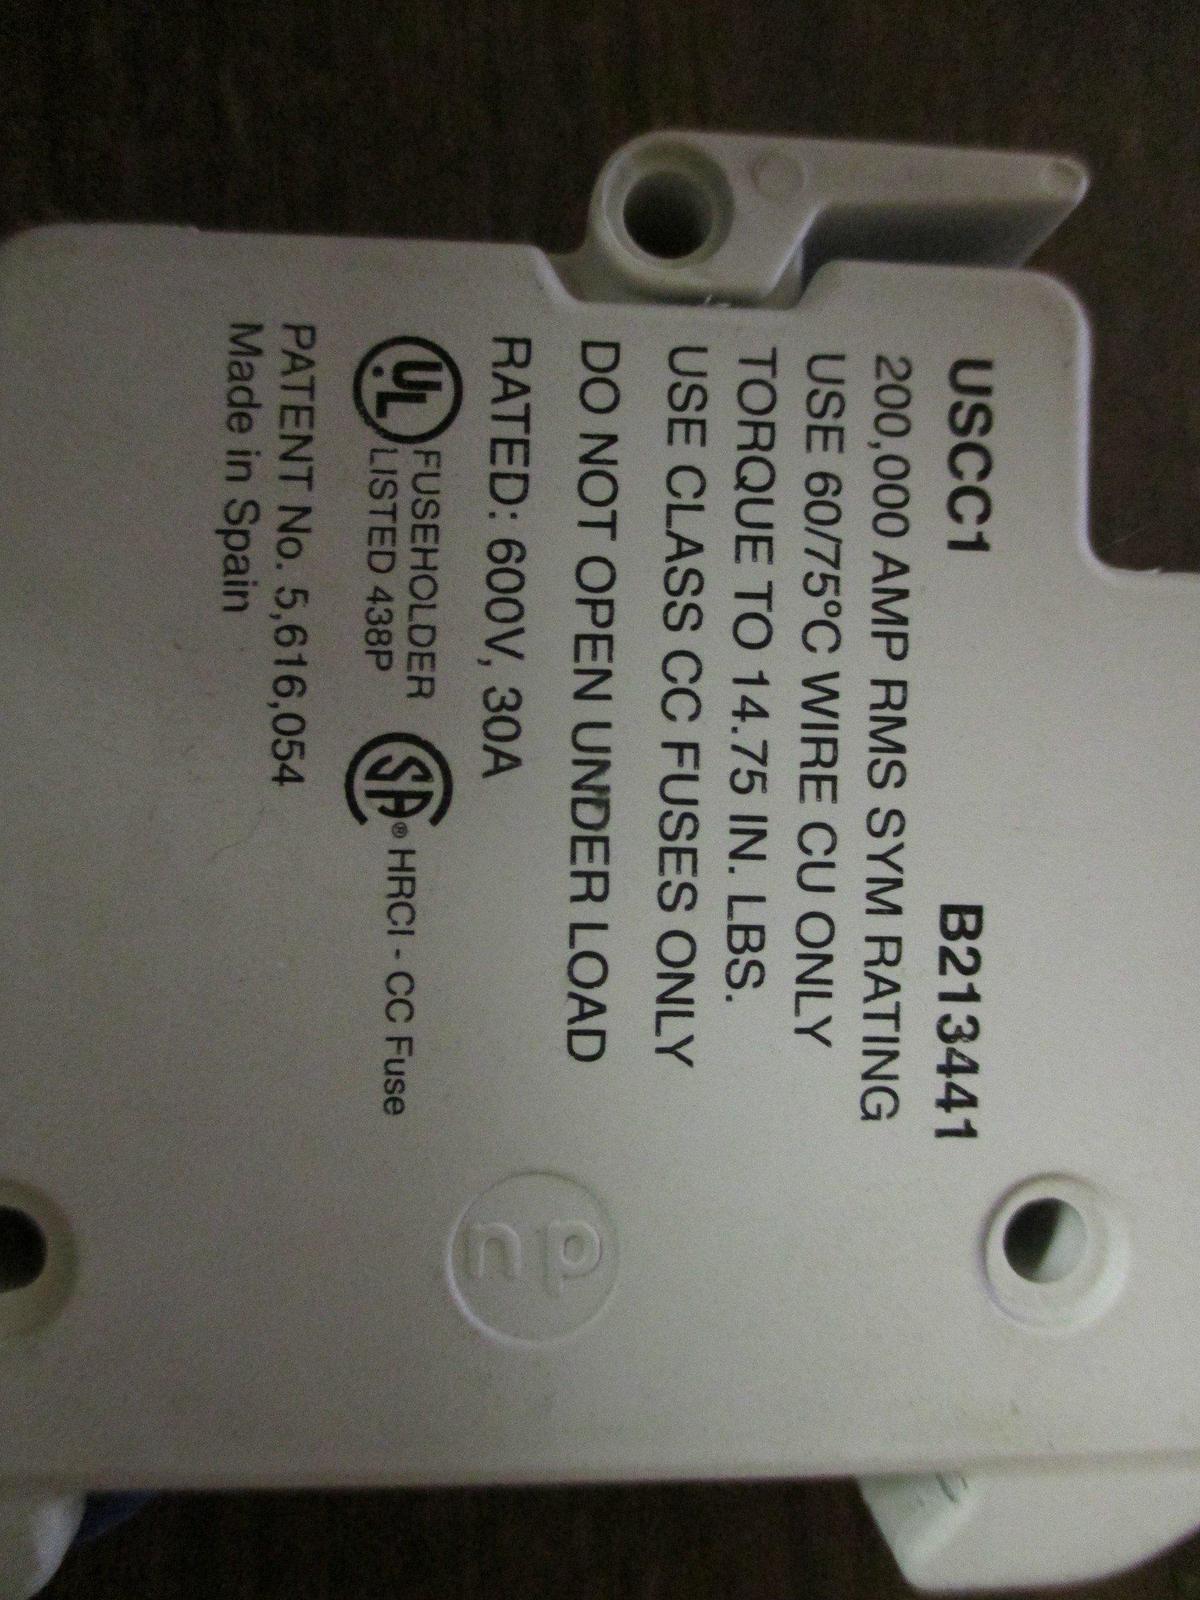 USCC1 B213441
200,000 AMP RMS SYM RATING
USE 60/75°C WIRE CU ONLY
TORQUE TO 14.75 IN. LBS.
USE CLASS CC FUSES ONLY
DO NOT OPEN UNDER LOAD
RATED: 600V, 30A
UL FUSEHOLDER
LISTED 438P
SA® HRCI - CC Fuse
PATENT No. 5,616,054
Made in Spain